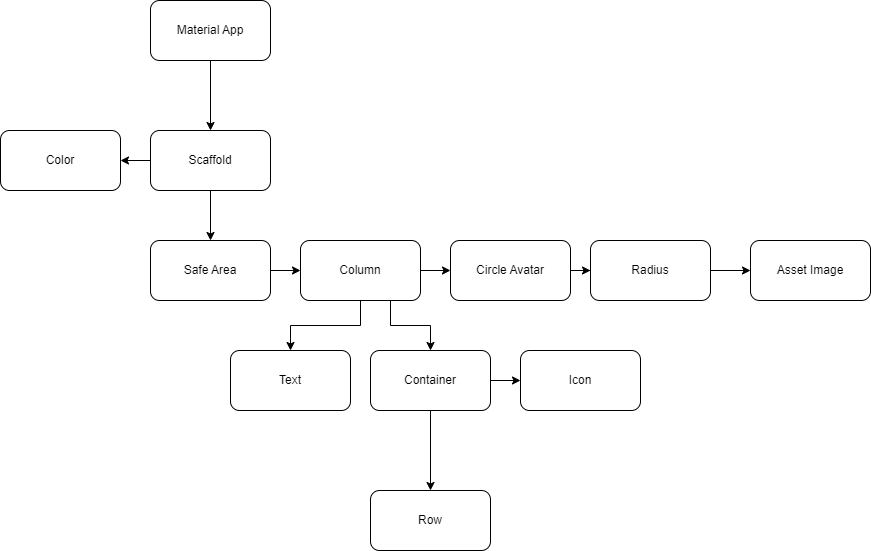 Material App
Color
Scaffold
Safe Area
Column
Circle Avatar
Radius
Asset Image
Text
Container
Icon
Row